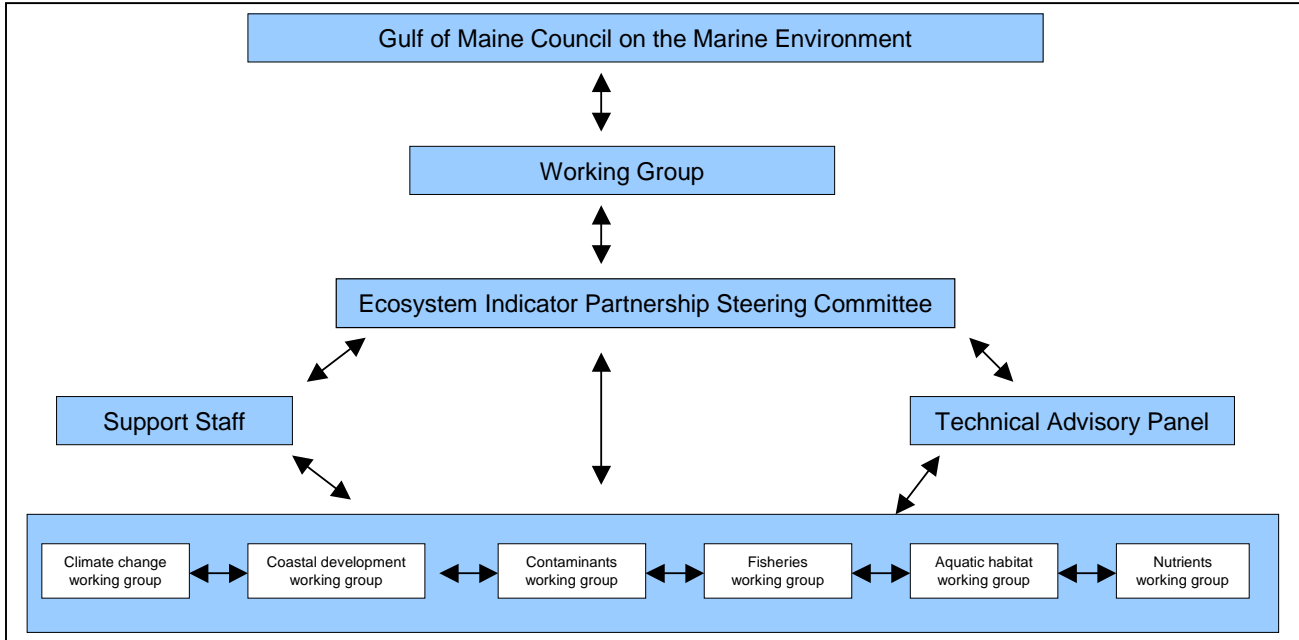 Gulf of Maine Council on the Marine Environment
Working Group
Ecosystem Indicator Partnership Steering Committee
Support Staff
Technical Advisory Panel
Climate change
working group
Coastal development
working group
Contaminants
working group
Fisheries
working group
Aquatic habitat
working group
Nutrients
working group